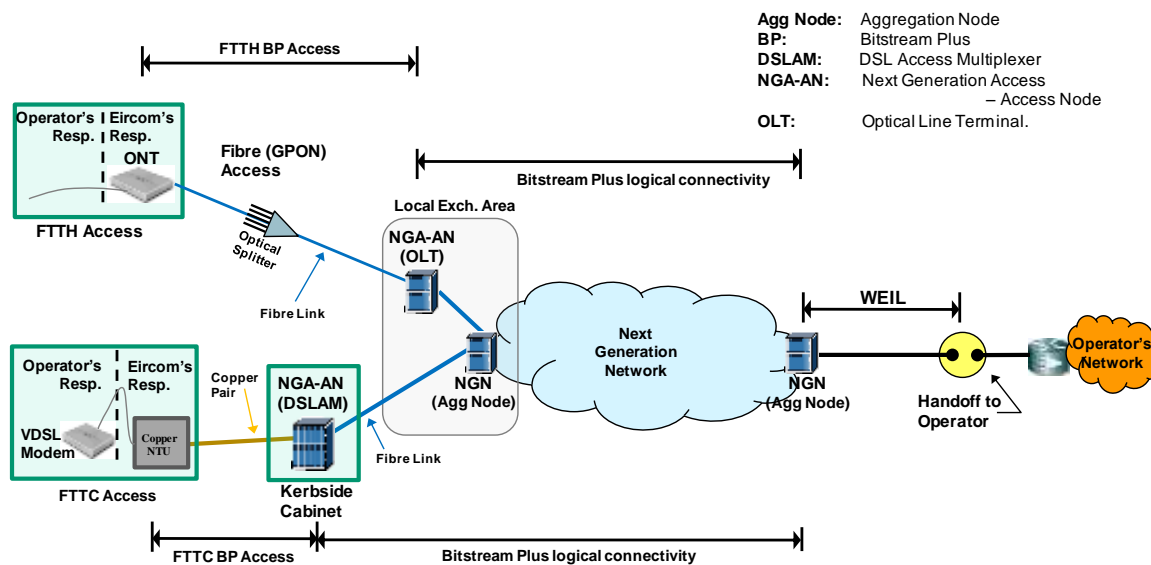 Agg Node: Aggregation Node
BP: Bitstream Plus
DSLAM: DSL Access Multiplexer
NGA-AN: Next Generation Access
– Access Node
OLT: Optical Line Terminal.
FTTH BP Access
Operator's
Resp.
Eircom's
Resp.
ONT
FTTH Access
Fibre (GPON)
Access
Optical
Splitter
Fibre Link
Bitstream Plus logical connectivity
Local Exch. Area
NGA-AN
(OLT)
NGN
(Agg Node)
Next
Generation
Network
WEIL
NGN
(Agg Node)
Handoff to
Operator
Operator's
Network
Operator's
Resp.
Eircom's
Resp.
VDSL
Modem
Copper
NTU
FTTC Access
Copper
Pair
NGA-AN
(DSLAM)
Kerbside
Cabinet
Fibre Link
FTTC BP Access
Bitstream Plus logical connectivity